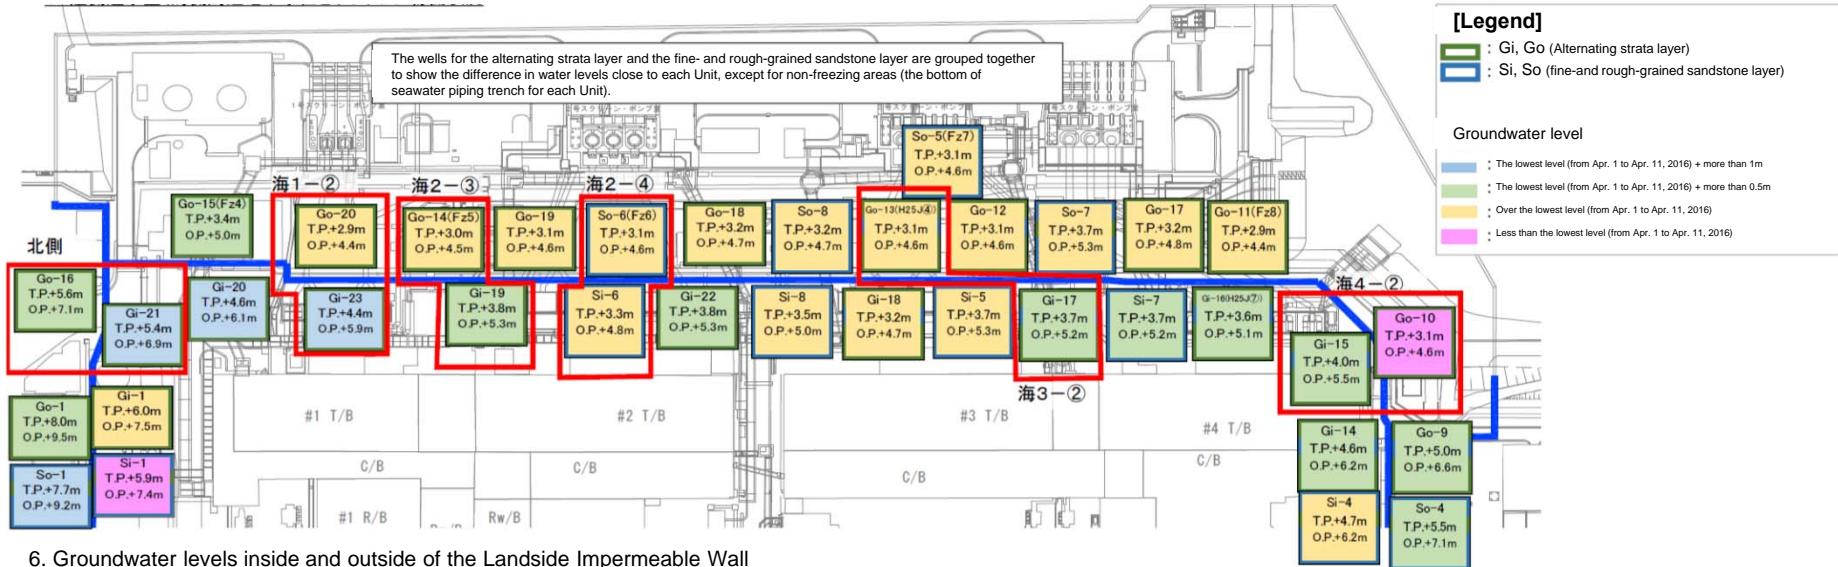 The wells for the alternating strata layer and the fine- and rough-grained sandstone layer are grouped together
to show the difference in water levels close to each Unit, except for non-freezing areas (the bottom of
seawater piping trench for each Unit).
[Legend]
: Gi, Go (Alternating strata layer)
: Si, So (fine-and rough-grained sandstone layer)
Groundwater level
: The lowest level (from Apr. 1 to Apr. 11, 2016) + more than 1m
: The lowest level (from Apr. 1 to Apr. 11, 2016) + more than 0.5m
: Over the lowest level (from Apr. 1 to Apr. 11, 2016)
: Less than the lowest level (from Apr. 1 to Apr. 11, 2016)
So-5(Fz7)
T.P.+3.1m
O.P.+4.6m
海1-②
海2-③
海2-④
Go-15(Fz4)
T.P.+3.4m
O.P.+5.0m
Go-20
T.P.+2.9m
O.P.+4.4m
Go-14(Fz5)
T.P.+3.0m
O.P.+4.5m
Go-19
T.P.+3.1m
O.P.+4.6m
So-6(Fz6)
T.P.+3.1m
O.P.+4.6m
Go-18
T.P.+3.2m
O.P.+4.7m
So-8
T.P.+3.2m
O.P.+4.7m
Go-13(H25J④)
T.P.+3.1m
O.P.+4.6m
Go-12
T.P.+3.1m
O.P.+4.6m
So-7
T.P.+3.7m
O.P.+5.3m
Go-17
T.P.+3.2m
O.P.+4.8m
Go-11(Fz8)
T.P.+2.9m
O.P.+4.4m
北側
Go-16
T.P.+5.6m
O.P.+7.1m
Gi-21
T.P.+5.4m
O.P.+6.9m
Gi-20
T.P.+4.6m
O.P.+6.1m
Gi-23
T.P.+4.4m
O.P.+5.9m
Gi-19
T.P.+3.8m
O.P.+5.3m
Si-6
T.P.+3.3m
O.P.+4.8m
Gi-22
T.P.+3.8m
O.P.+5.3m
Si-8
T.P.+3.5m
O.P.+5.0m
Gi-18
T.P.+3.2m
O.P.+4.7m
Si-5
T.P.+3.7m
O.P.+5.3m
Gi-17
T.P.+3.7m
O.P.+5.2m
Si-7
T.P.+3.7m
O.P.+5.2m
Gi-16(H25J⑦)
T.P.+3.6m
O.P.+5.1m
海4-②
Gi-15
T.P.+4.0m
O.P.+5.5m
Go-10
T.P.+3.1m
O.P.+4.6m
海3-②
Go-1
T.P.+8.0m
O.P.+9.5m
Gi-1
T.P.+6.0m
O.P.+7.5m
So-1
T.P.+7.7m
O.P.+9.2m
Si-1
T.P.+5.9m
O.P.+7.4m
#1 T/B
#2 T/B
#3 T/B
#4 T/B
C/B
C/B
C/B
C/B
#1 R/B
Rw/B
Gi-14
T.P.+4.6m
O.P.+6.2m
Go-9
T.P.+5.0m
O.P.+6.6m
Si-4
T.P.+4.7m
O.P.+6.2m
So-4
T.P.+5.5m
O.P.+7.1m
6. Groundwater levels inside and outside of the Landside Impermeable Wall